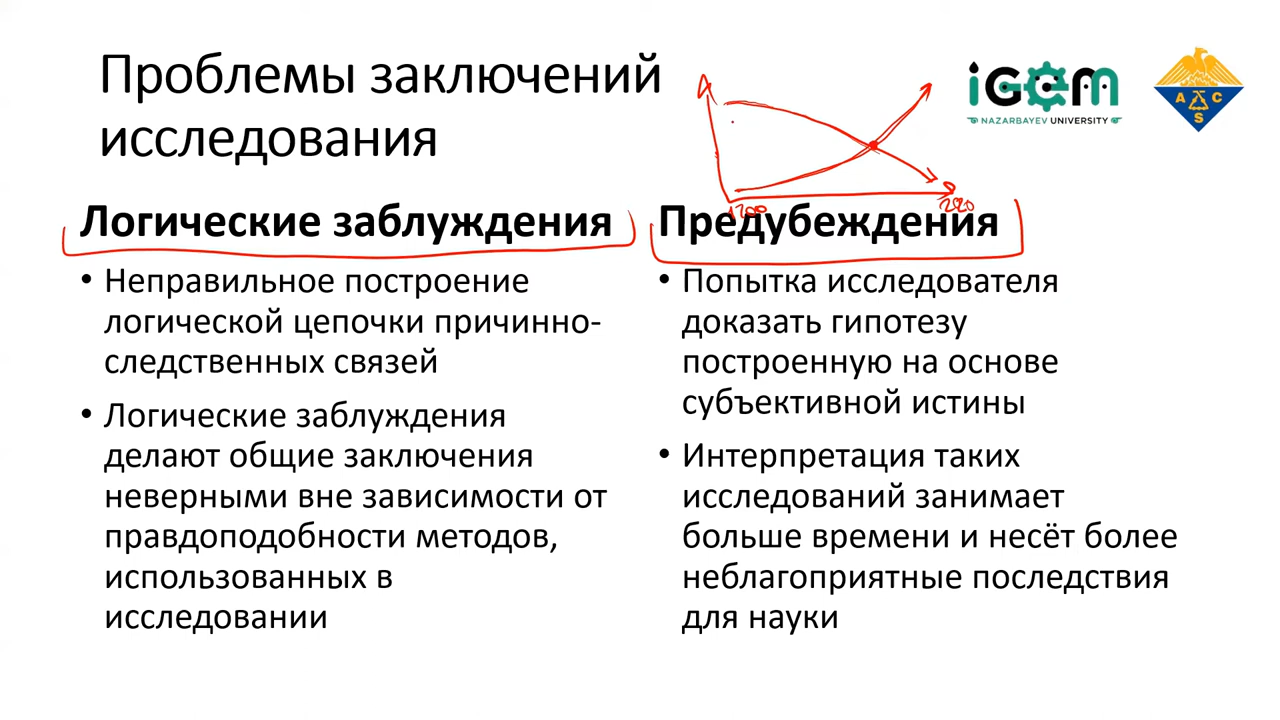 Проблемы заключений
исследования
iGem
NAZARBAYEV UNIVERSITY
A C
S
1700
Логические заблуждения
• Неправильное построение
логической цепочки причинно-
следственных связей
• Логические заблуждения
делают общие заключения
неверными вне зависимости от
правдоподобности методов,
использованных в
исследовании
Предубеждения
• Попытка исследователя
доказать гипотезу
построенную на основе
субъективной истины
• Интерпретация таких
исследований занимает
больше времени и несёт более
неблагоприятные последствия
для науки